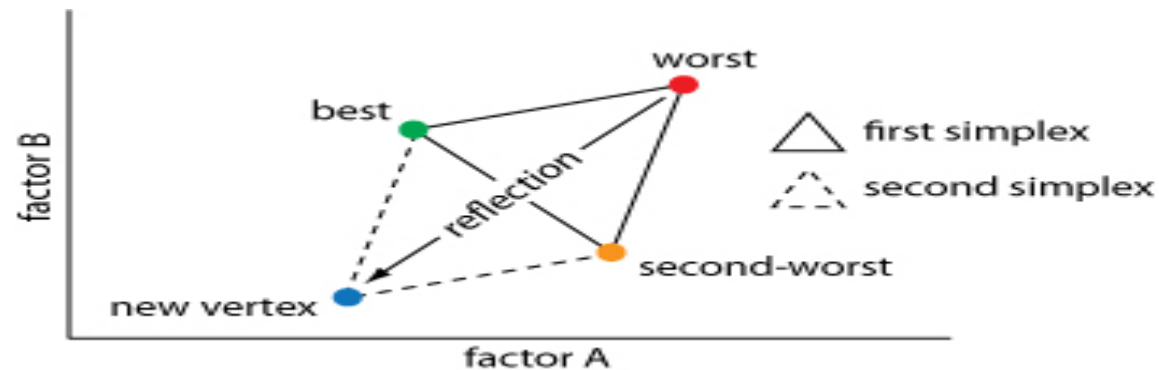 worst
best
first simplex
factor B
reflection
second simplex
second-worst
new vertex
factor A